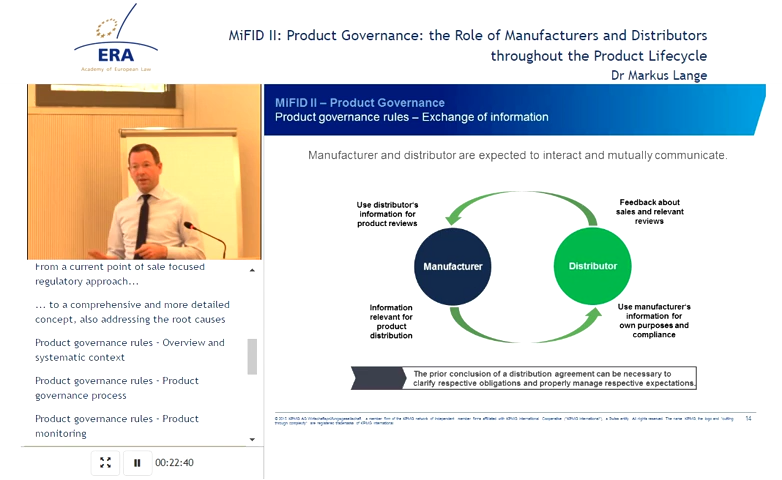 ERA
Academy of European Law
MiFID II: Product Governance: the Role of Manufacturers and Distributors
throughout the Product Lifecycle
Dr Markus Lange
MiFID II – Product Governance
Product governance rules – Exchange of information
Manufacturer and distributor are expected to interact and mutually communicate.
Use distributor's
information for
product reviews
Feedback about
sales and relevant
reviews
Manufacturer
Distributor
Information
relevant for
product
distribution
Use manufacturer's
information for
own purposes and
compliance
The prior conclusion of a distribution agreement can be necessary to
clarify respective obligations and properly manage respective expectations.
14
From a current point of sale focused
regulatory approach...
... to a comprehensive and more detailed
concept, also addressing the root causes
Product governance rules - Overview and
systematic context
Product governance rules - Product
governance process
Product governance rules - Product
monitoring
00:22:40